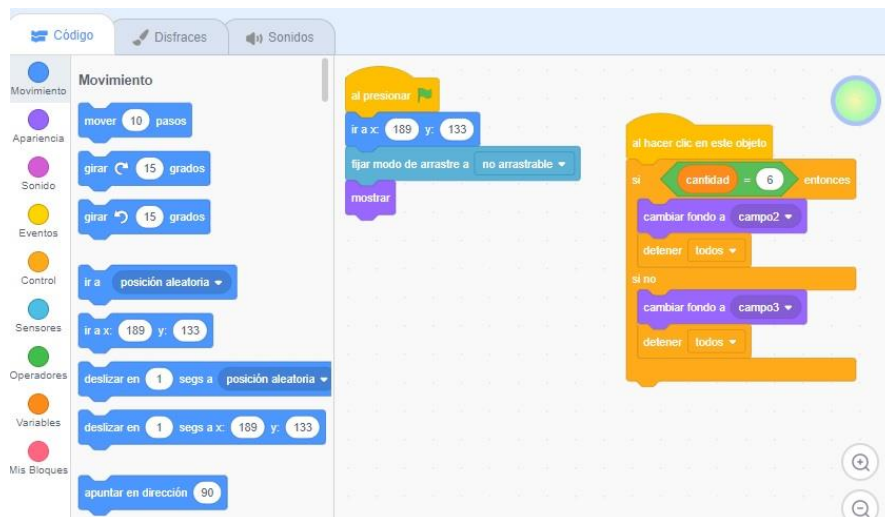 Código
Disfraces
Sonidos
Movimiento
Apariencia
Sonido
Eventos
Control
Sensores
Operadores
Variables
Mis Bloques
Movimiento
mover 10 pasos
girar 15 grados
girar 15 grados
ir a posición aleatoria
ir a x: 189 y: 133
deslizar en 1 segs a posición aleatoria
deslizar en 1 segs a x: 189 y: 133
apuntar en dirección 90
al presionar
ir a x: 189 y: 133
fijar modo de arrastre a no arrastrable
mostrar
al hacer clic en este objeto
si cantidad = 6 entonces
cambiar fondo a campo2
detener todos
si no
cambiar fondo a campo3
detener todos